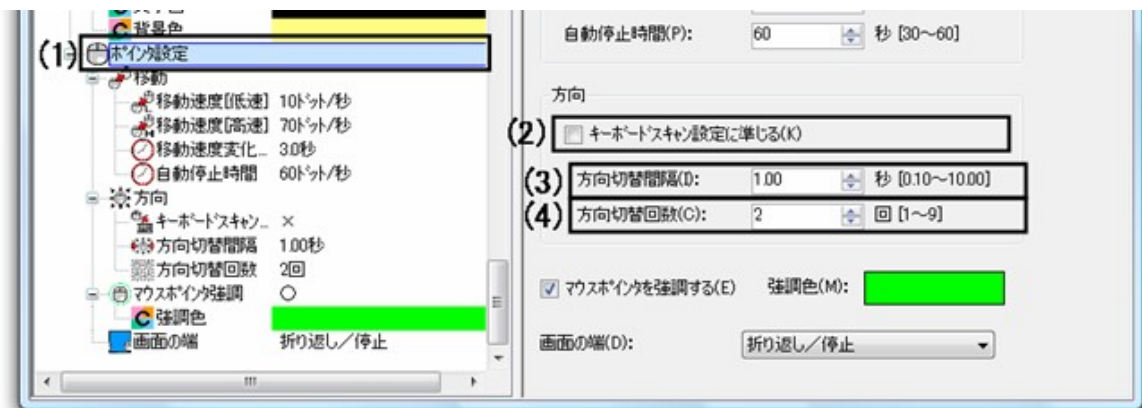 背景色
(1) ポインタ設定
移動
移動速度[低速] 10ドット/秒
移動速度[高速] 70ドット/秒
移動速度変化... 3.0秒
自動停止時間 60ドット/秒
方向
キーボードスキャン... ×
方向切替間隔 1.00秒
方向切替回数 2回
マウスポインタ強調 ○
強調色
画面の端 折り返し/停止
自動停止時間(P): 60 秒 [30~60]
方向
(2) キーボードスキャン設定に準じる(K)
(3) 方向切替間隔(I): 1.00 秒 [0.10~10.00]
(4) 方向切替回数(C): 2 回 [1~9]
マウスポインタを強調する(E) 強調色(M):
画面の端(D): 折り返し/停止